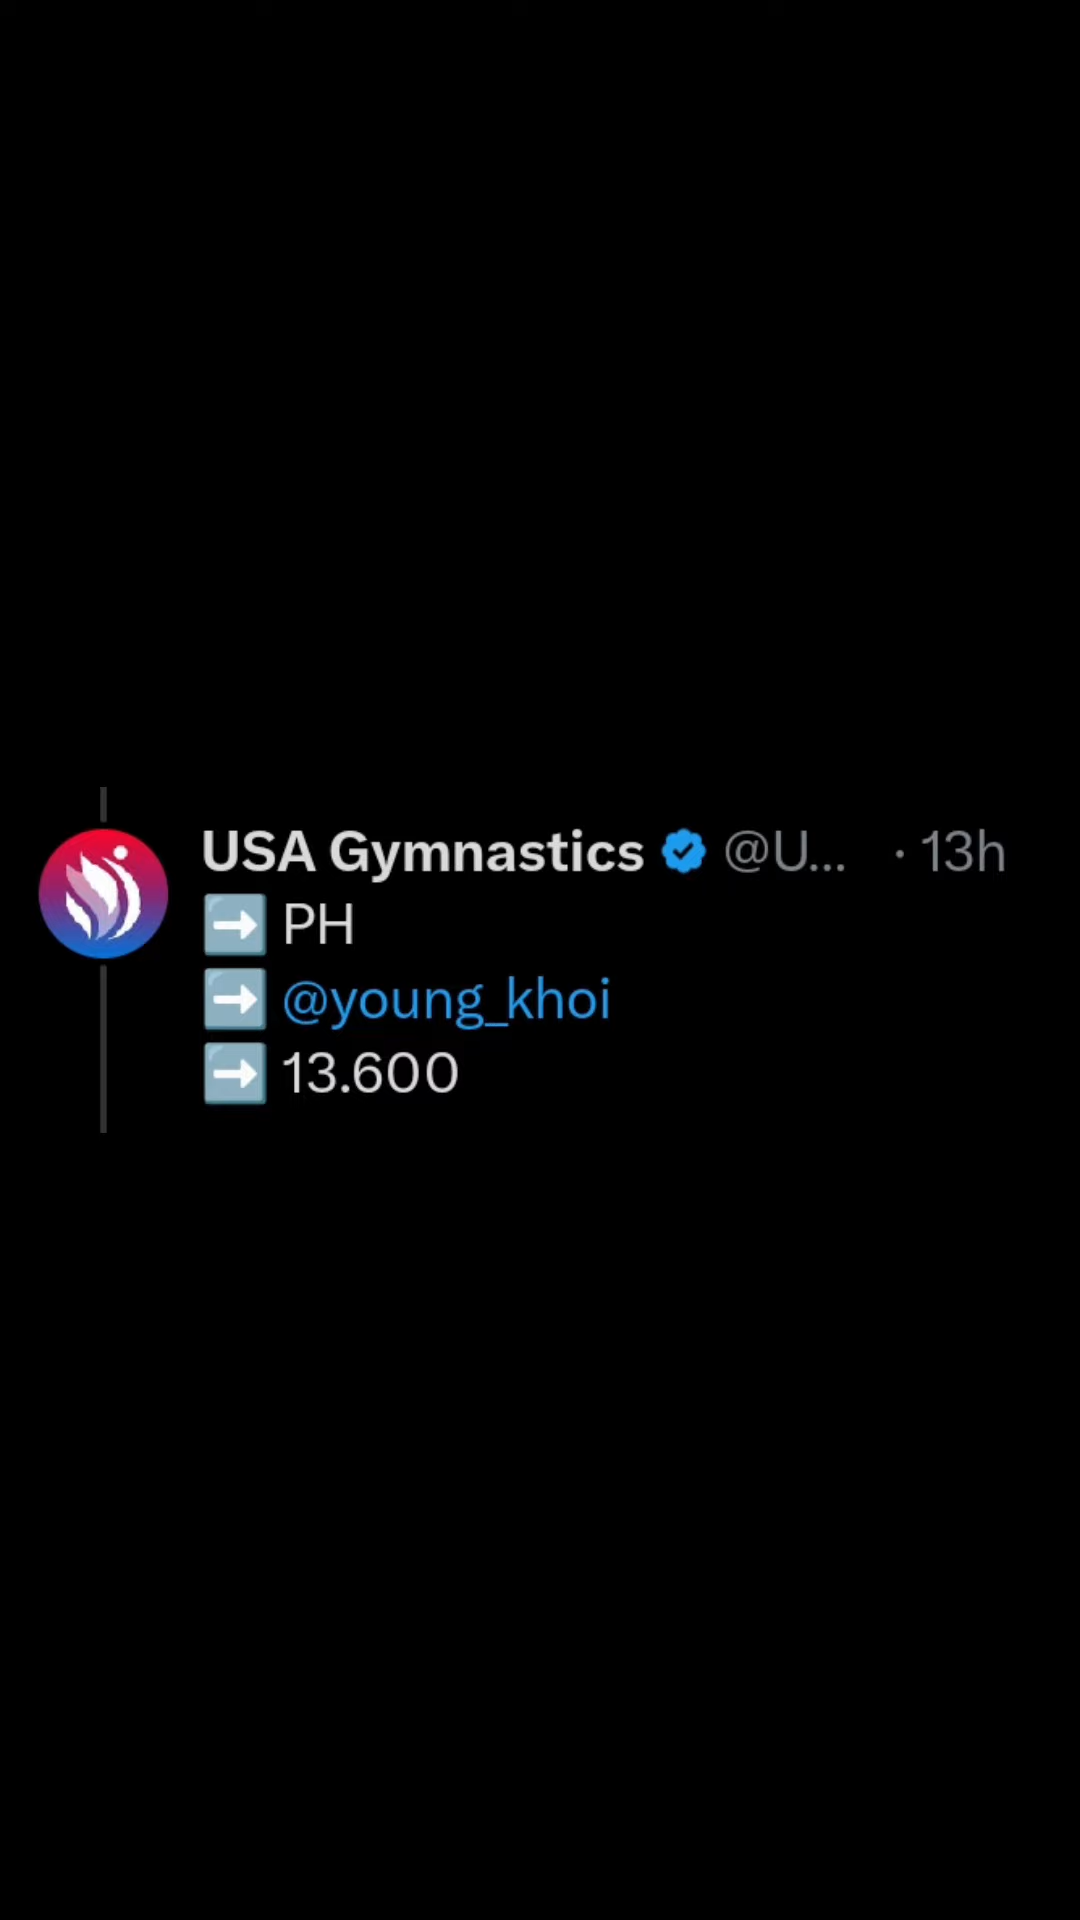 USA Gymnastics @U... · 13h
➡️ PH
➡️ @young_khoi
➡️ 13.600